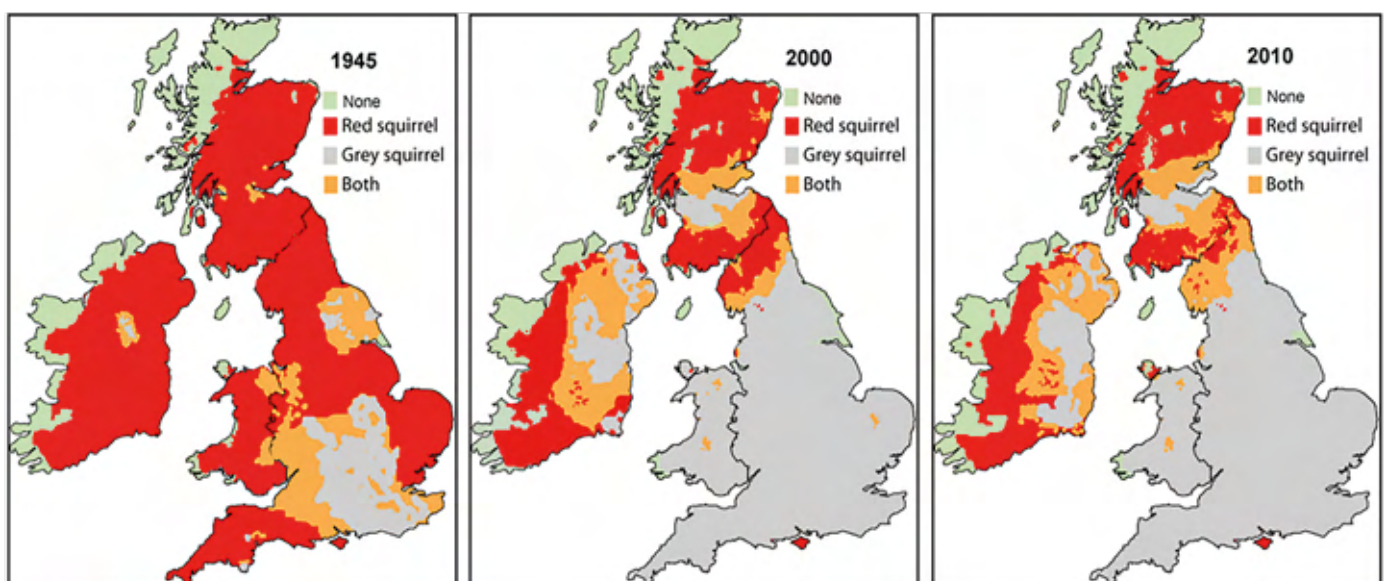 1945
None
Red squirrel
Grey squirrel
Both
2000
None
Red squirrel
Grey squirrel
Both
2010
None
Red squirrel
Grey squirrel
Both